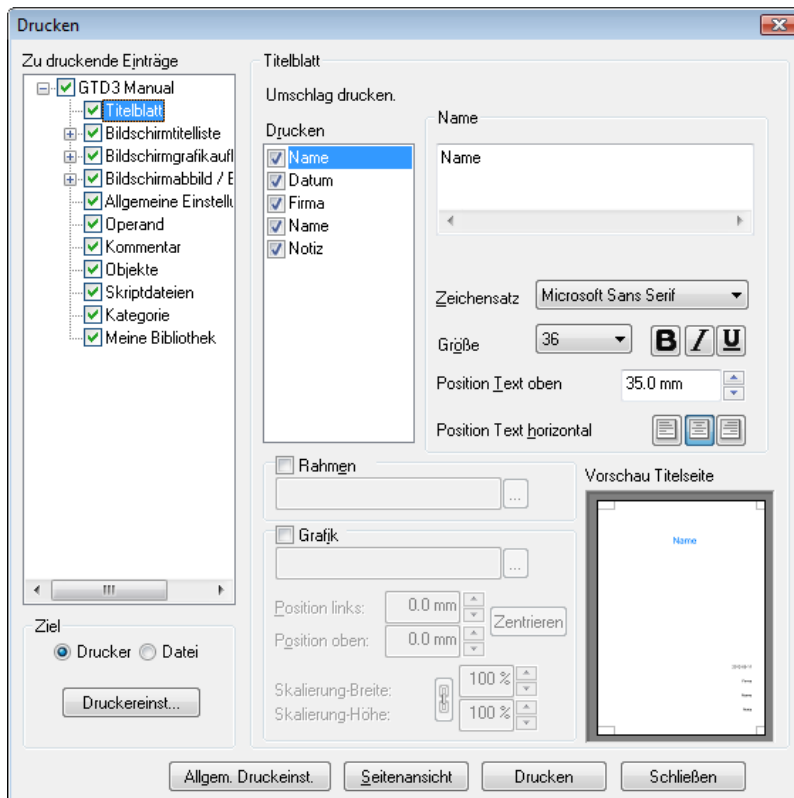 Drucken
Zu druckende Einträge
GTD3 Manual
Titelblatt
Bildschirmtitelliste
Bildschirmgrafikaufl
Bildschirmabbild / E
Allgemeine Einstellu
Operand
Kommentar
Objekte
Skriptdateien
Kategorie
Meine Bibliothek
Ziel
Drucker
Datei
Druckereinst...
Titelblatt
Umschlag drucken.
Drucken
Name
Datum
Firma
Name
Notiz
Name
Name
Zeichensatz Microsoft Sans Serif
Größe 36 B I U
Position Text oben 35.0 mm
Position Text horizontal
Rahmen
...
Grafik
...
Position links: 0.0 mm
Position oben: 0.0 mm
Zentrieren
Skalierung-Breite: 100 %
Skalierung-Höhe: 100 %
Vorschau Titelseite
Name
Firma
Name
Notiz
Allgem. Druckeinst. Seitenansicht Drucken Schließen